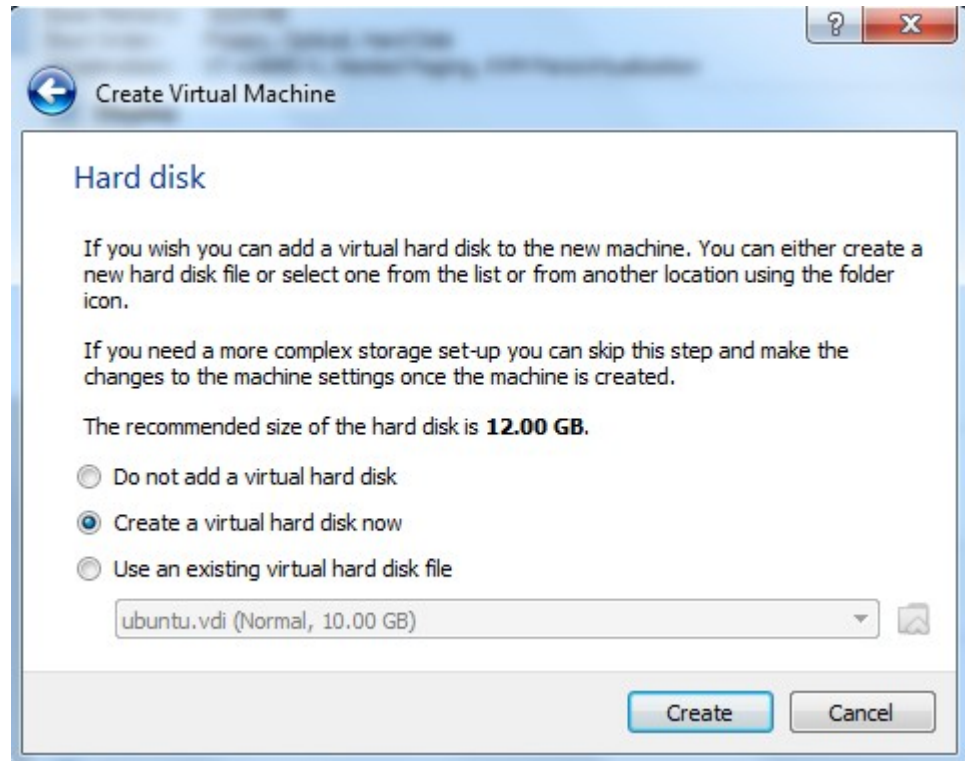 ?
X
Create Virtual Machine
Hard disk
If you wish you can add a virtual hard disk to the new machine. You can either create a
new hard disk file or select one from the list or from another location using the folder
icon.
If you need a more complex storage set-up you can skip this step and make the
changes to the machine settings once the machine is created.
The recommended size of the hard disk is 12.00 GB.
Do not add a virtual hard disk
Create a virtual hard disk now
Use an existing virtual hard disk file
ubuntu.vdi (Normal, 10.00 GB)
Create
Cancel